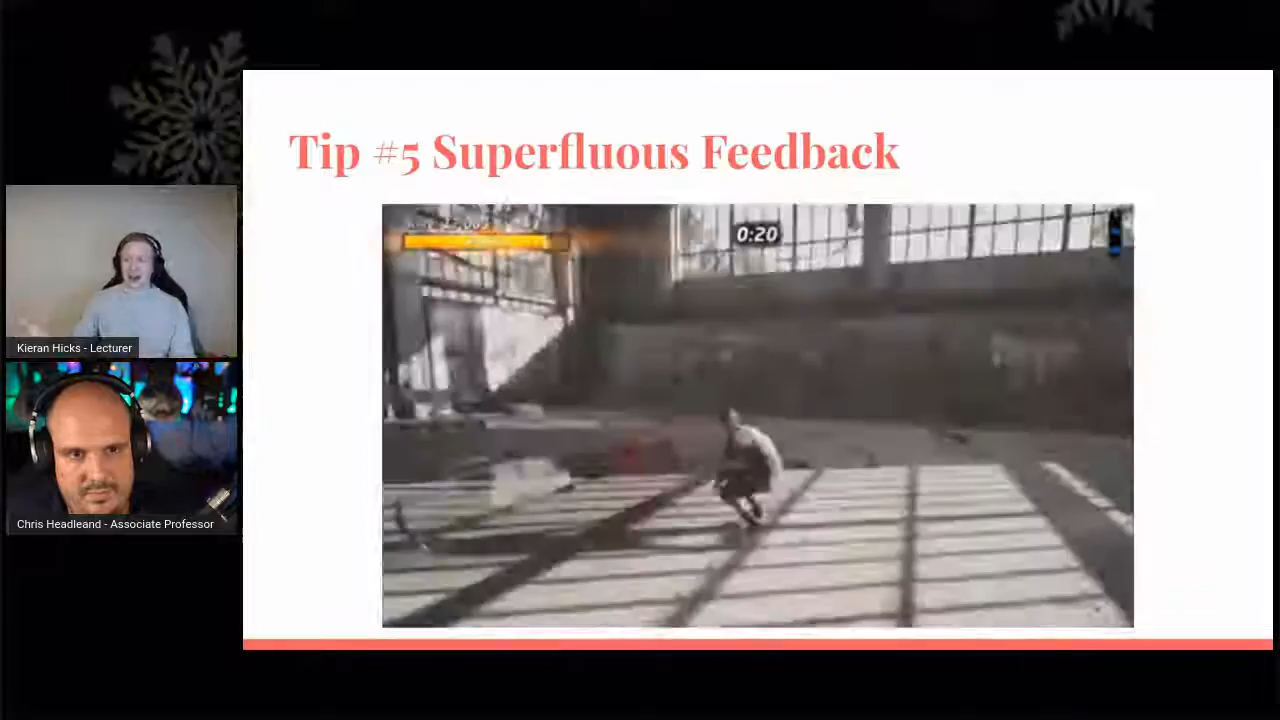 Tip #5 Superfluous Feedback
0:20
Kieran Hicks - Lecturer
Chris Headleand - Associate Professor